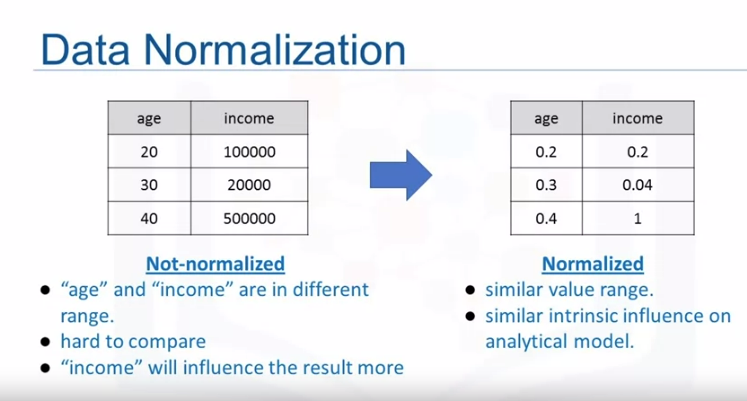 Data Normalization
age income
20 100000
30 20000
40 500000
age income
0.2 0.2
0.3 0.04
0.4 1
Not-normalized
● “age” and “income” are in different
range.
● hard to compare
● “income” will influence the result more
Normalized
● similar value range.
● similar intrinsic influence on
analytical model.